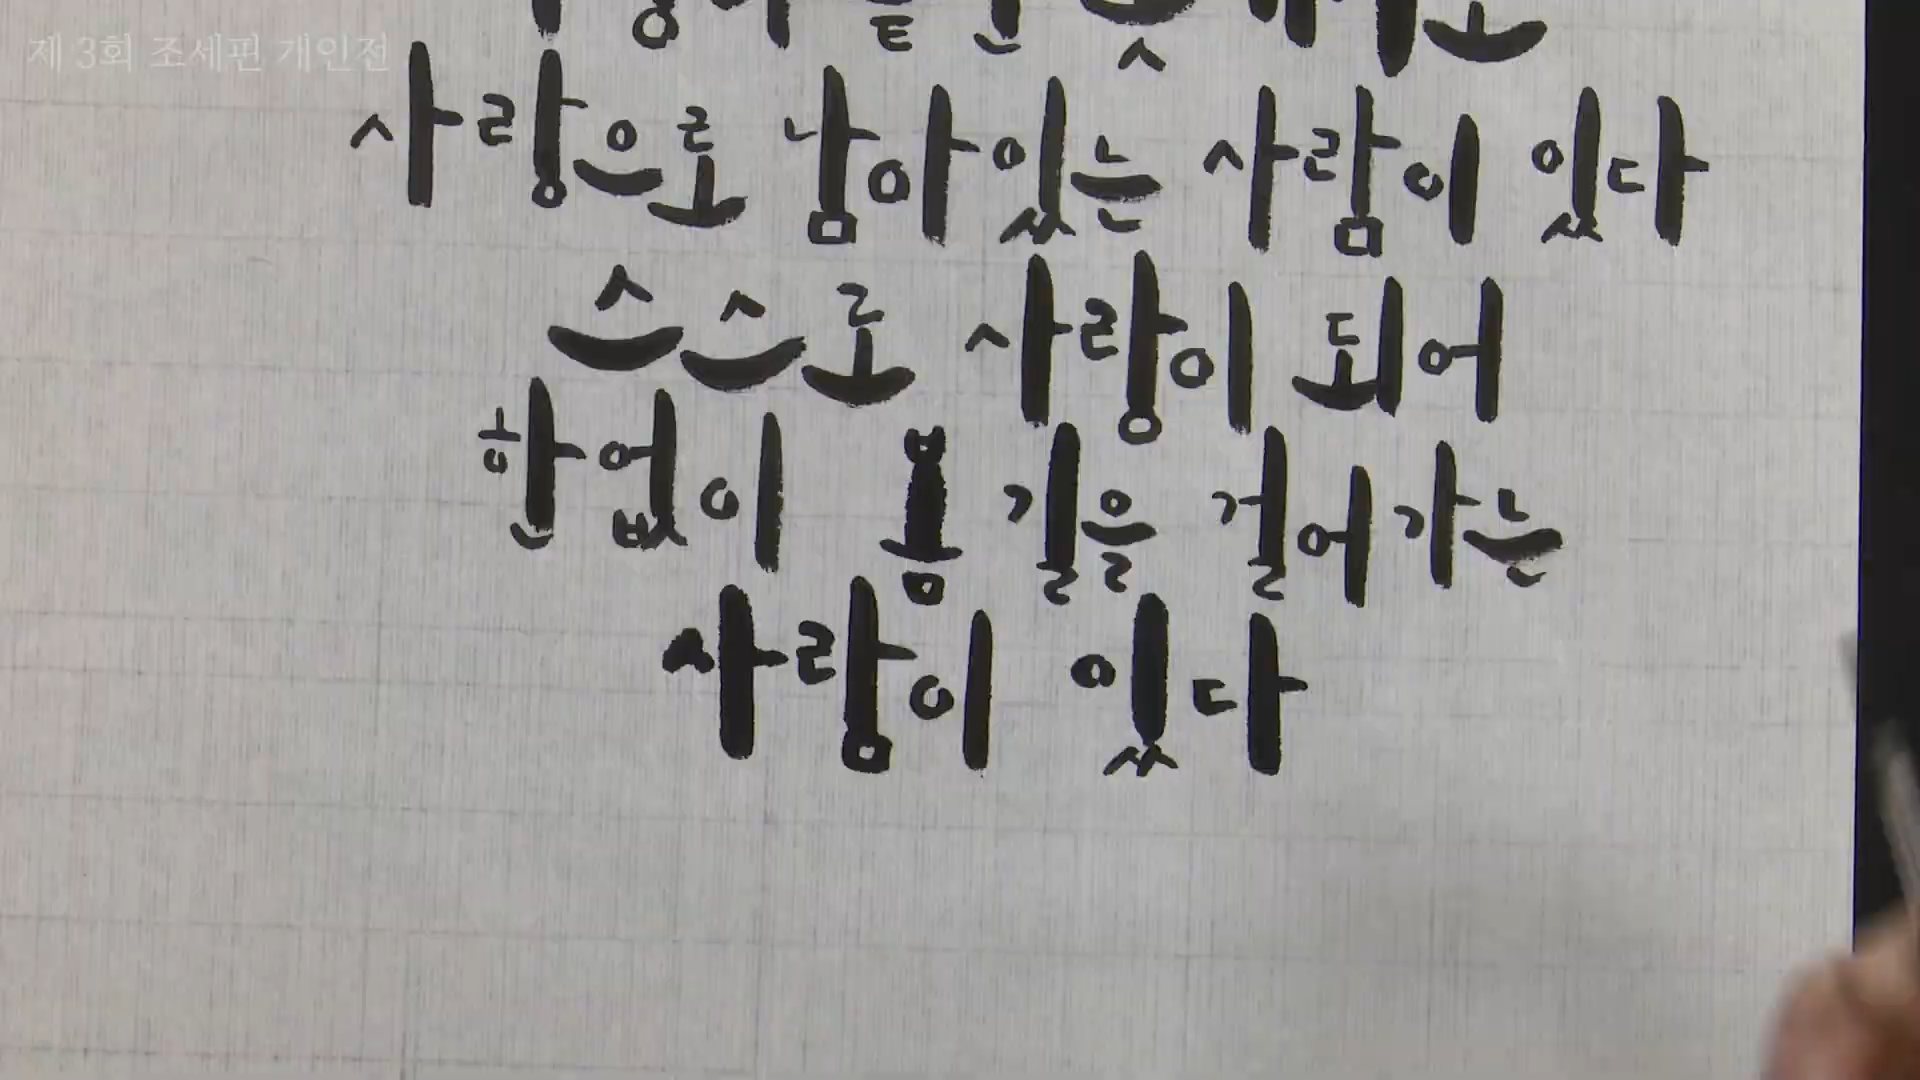 제 3회 조세편 개인전
사랑으로 남아있는 사람이 있다
스스로 사랑이 되어
한없이 봄 길을 걸어가는
사람이 있다